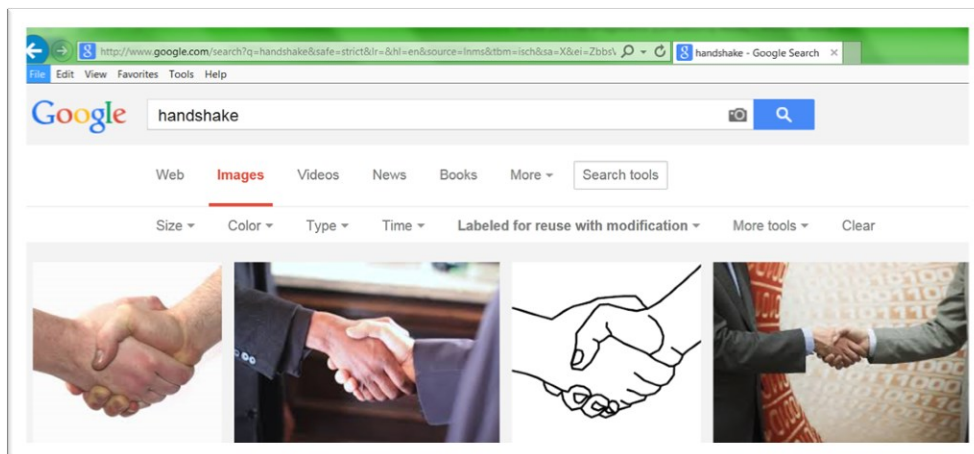 http://www.google.com/search?q=handshake&safe=strict&lr=&hl=en&source=lnms&tbm=isch&sa=X&ei=ZbbsV
handshake - Google Search
File Edit View Favorites Tools Help
Google
handshake
Web Images Videos News Books More Search tools
Size Color Type Time Labeled for reuse with modification More tools Clear